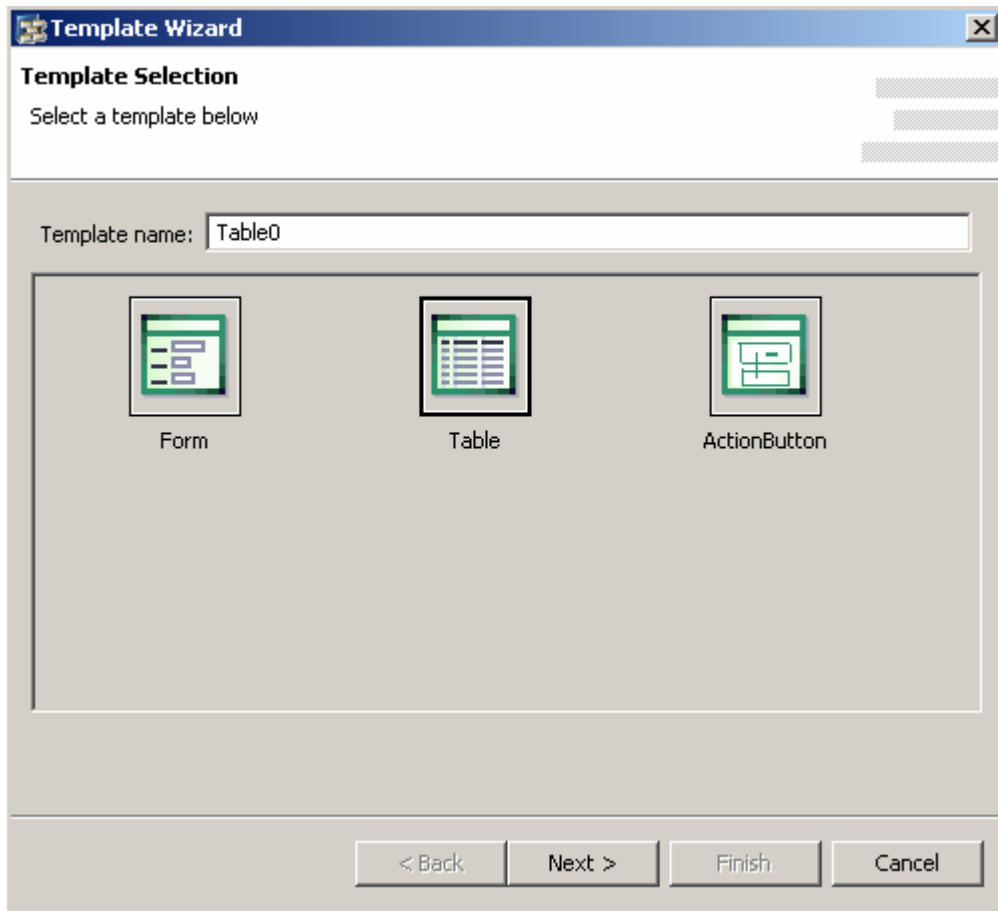 Template Wizard
Template Selection
Select a template below
Template name: Table0
Form Table ActionButton
< Back Next > Finish Cancel